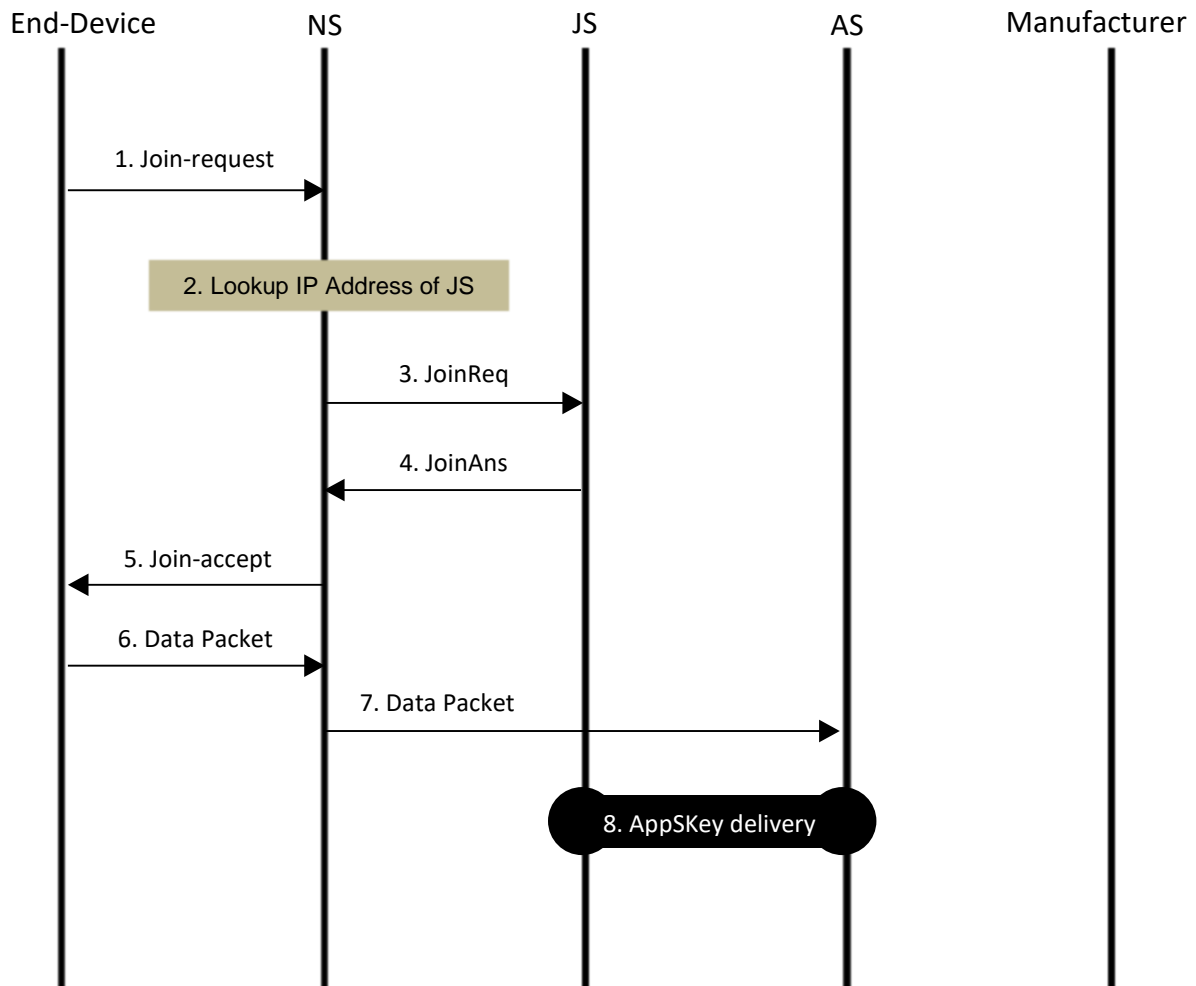 End-Device
NS
JS
AS
Manufacturer
1. Join-request
2. Lookup IP Address of JS
3. JoinReq
4. JoinAns
5. Join-accept
6. Data Packet
7. Data Packet
8. AppSKey delivery